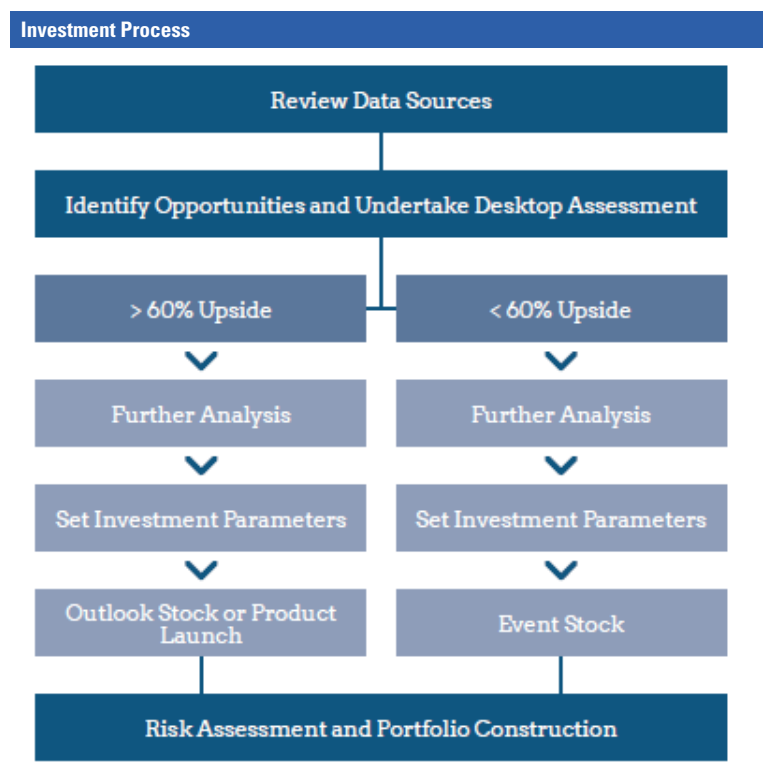 Investment Process
Review Data Sources
Identify Opportunities and Undertake Desktop Assessment
> 60% Upside
< 60% Upside
Further Analysis
Further Analysis
Set Investment Parameters
Set Investment Parameters
Outlook Stock or Product
Launch
Event Stock
Risk Assessment and Portfolio Construction